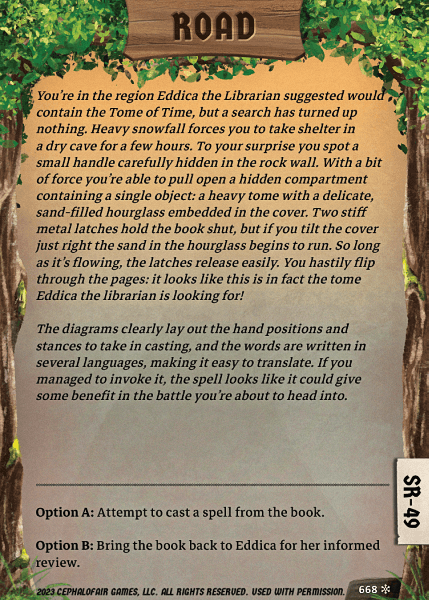 ROAD
You're in the region Eddica the Librarian suggested would
contain the Tome of Time, but a search has turned up
nothing. Heavy snowfall forces you to take shelter in
a dry cave for a few hours. To your surprise you spot a
small handle carefully hidden in the rock wall. With a bit
of force you're able to pull open a hidden compartment
containing a single object: a heavy tome with a delicate,
sand-filled hourglass embedded in the cover. Two stiff
metal latches hold the book shut, but if you tilt the cover
just right the sand in the hourglass begins to run. So long
as it's flowing, the latches release easily. You hastily flip
through the pages: it looks like this is in fact the tome
Eddica the librarian is looking for!
The diagrams clearly lay out the hand positions and
stances to take in casting, and the words are written in
several languages, making it easy to translate. If you
managed to invoke it, the spell looks like it could give
some benefit in the battle you're about to head into.
Option A: Attempt to cast a spell from the book.
Option B: Bring the book back to Eddica for her informed
review.
SR-49
2023 CEPHALOFAIR GAMES, LLC. ALL RIGHTS RESERVED. USED WITH PERMISSION.
668